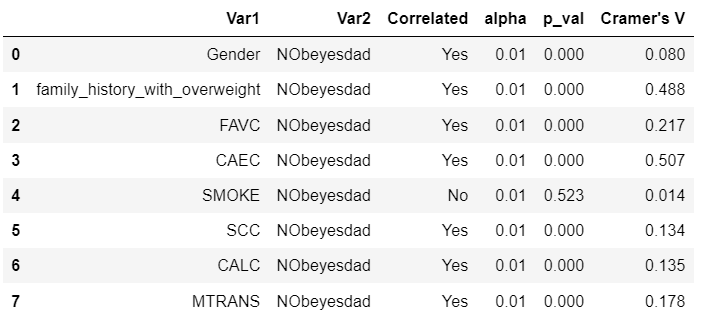 Var1 Var2 Correlated alpha p_val Cramer's V
0 Gender NObeyesdad Yes 0.01 0.000 0.080
1 family_history_with_overweight NObeyesdad Yes 0.01 0.000 0.488
2 FAVC NObeyesdad Yes 0.01 0.000 0.217
3 CAEC NObeyesdad Yes 0.01 0.000 0.507
4 SMOKE NObeyesdad No 0.01 0.523 0.014
5 SCC NObeyesdad Yes 0.01 0.000 0.134
6 CALC NObeyesdad Yes 0.01 0.000 0.135
7 MTRANS NObeyesdad Yes 0.01 0.000 0.178